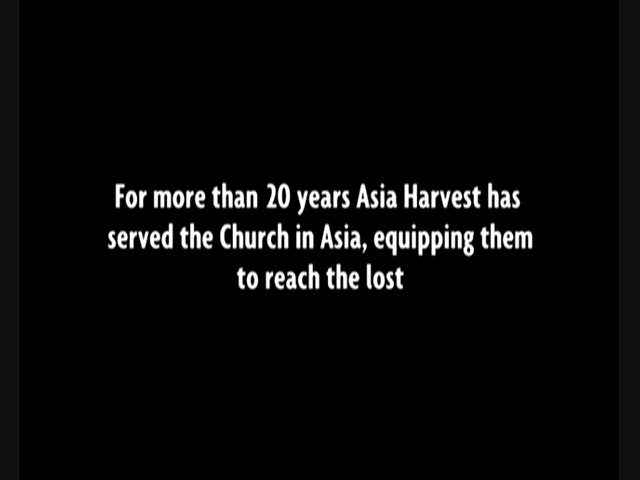 For more than 20 years Asia Harvest has
served the Church in Asia, equipping them
to reach the lost